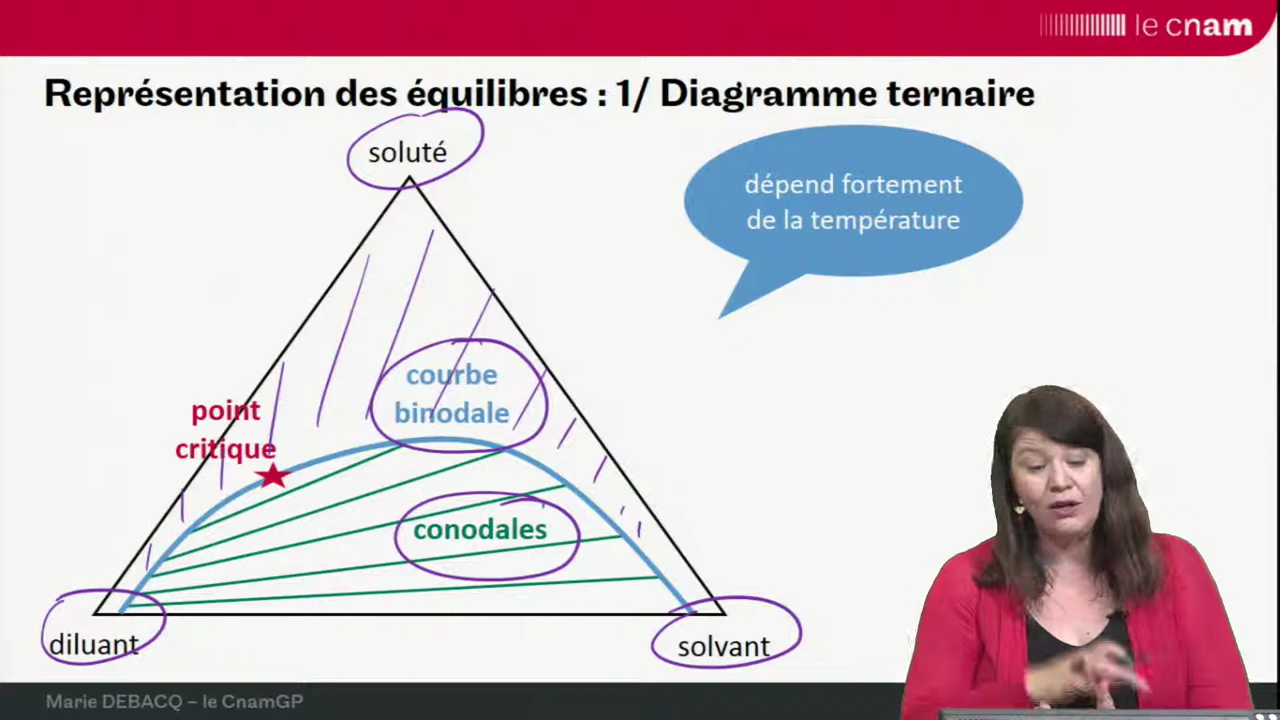 le cnam
Représentation des équilibres : 1/ Diagramme ternaire
soluté
dépend fortement
de la température
courbe
binodale
point
critique
conodales
diluant
solvant
Marie DEBACQ – le CnamGP